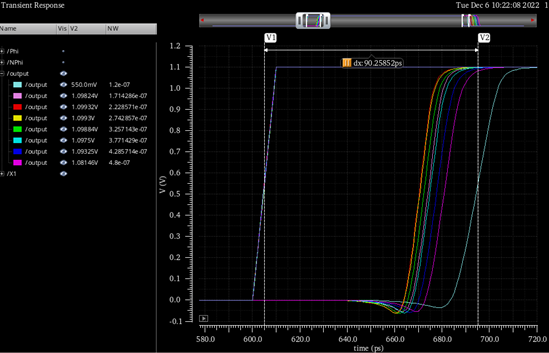 Transient Response
Tue Dec 6 10:22:08 2022 1
Name Vis V2 NW
/Phi
/NPhi
/output
/output 550.0mV 1.2e-07
/output 1.09824V 1.714286e-07
/output 1.09932V 2.228571e-07
/output 1.0993V 2.742857e-07
/output 1.09884V 3.257143e-07
/output 1.0975V 3.771429e-07
/output 1.09325V 4.285714e-07
/output 1.08146V 4.8e-07
/X1
V1 V2
dx: 90.25852ps
1.2
1.1
1.0
0.9
0.8
0.7
0.6
0.5
0.4
0.3
0.2
0.1
0.0
-0.1
V (V)
580.0 600.0 620.0 640.0 660.0 680.0 700.0 720.0
time (ps)